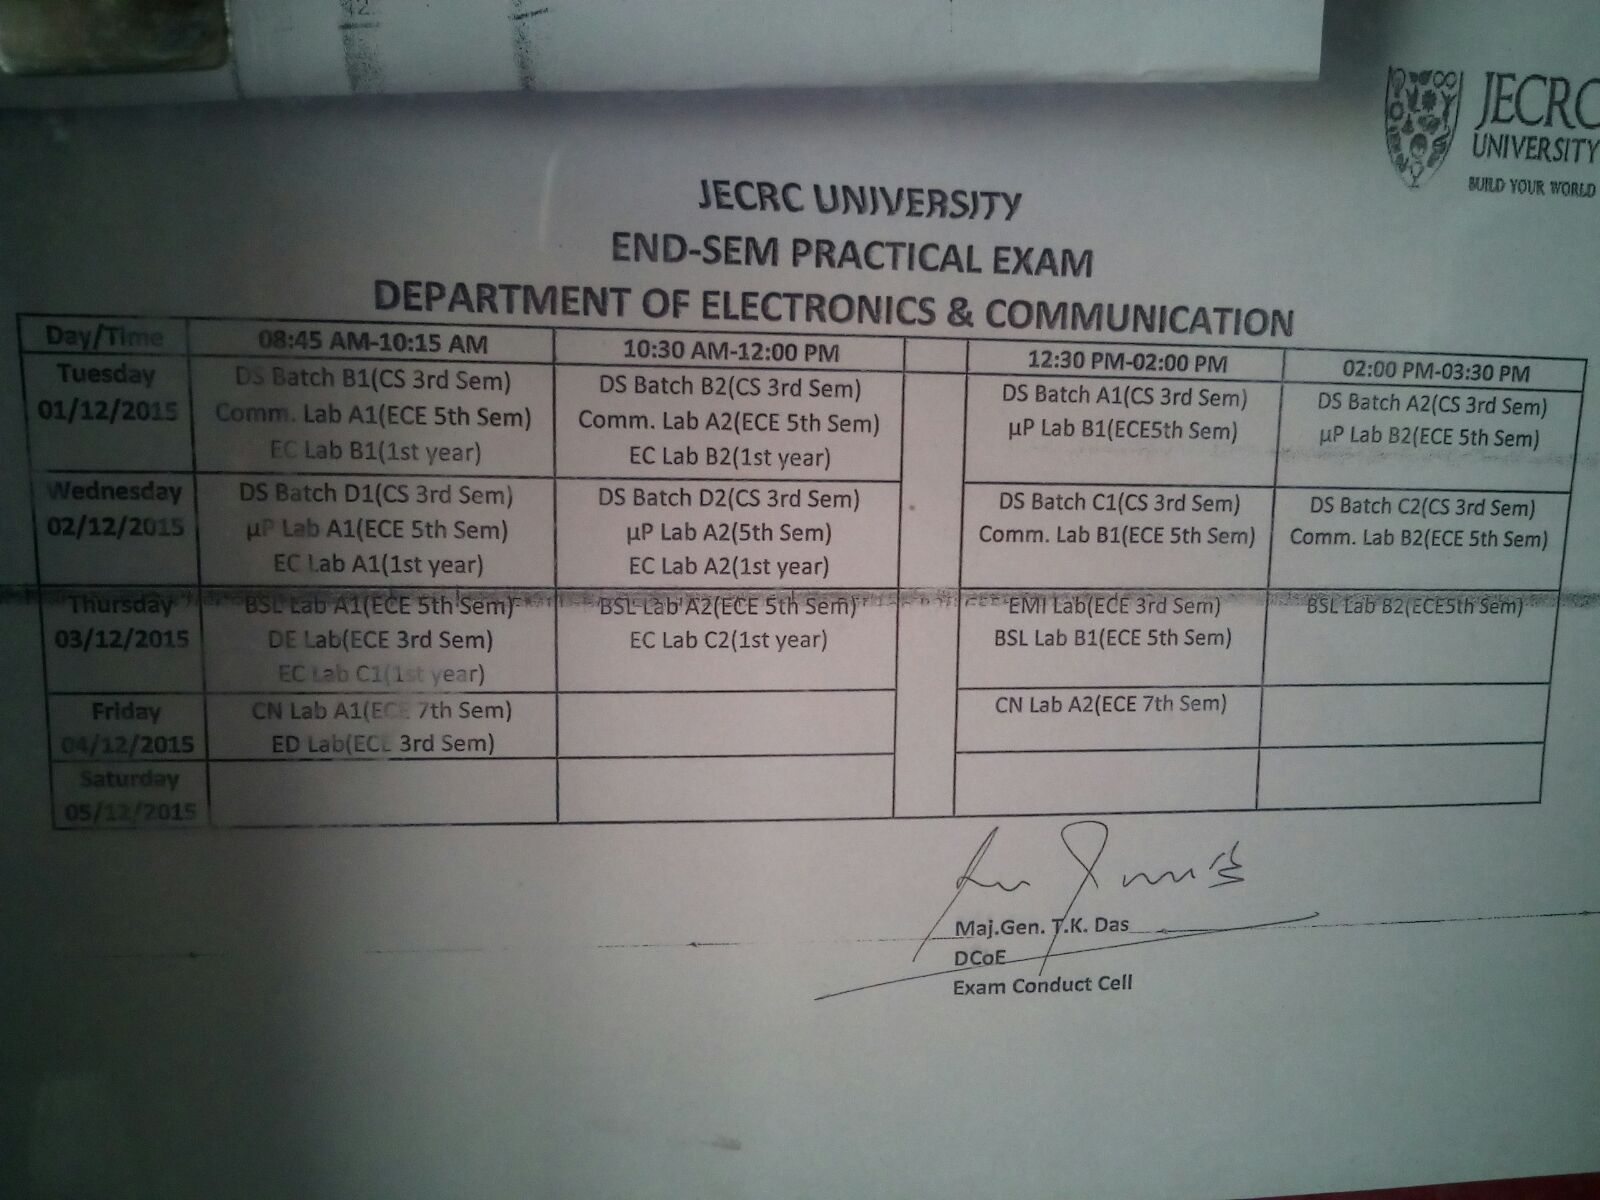 JECRC
UNIVERSITY
BUILD YOUR WORLD
JECRC UNIVERSITY
END-SEM PRACTICAL EXAM
DEPARTMENT OF ELECTRONICS & COMMUNICATION
Day/Time 08:45 AM-10:15 AM 10:30 AM-12:00 PM 12:30 PM-02:00 PM 02:00 PM-03:30 PM
Tuesday DS Batch B1(CS 3rd Sem) DS Batch B2(CS 3rd Sem) DS Batch A1(CS 3rd Sem) DS Batch A2(CS 3rd Sem)
01/12/2015 Comm. Lab A1(ECE 5th Sem) Comm. Lab A2(ECE 5th Sem) µP Lab B1(ECE5th Sem) µP Lab B2(ECE 5th Sem)
EC Lab B1(1st year) EC Lab B2(1st year)
Wednesday DS Batch D1(CS 3rd Sem) DS Batch D2(CS 3rd Sem) DS Batch C1(CS 3rd Sem) DS Batch C2(CS 3rd Sem)
02/12/2015 µP Lab A1(ECE 5th Sem) µP Lab A2(5th Sem) Comm. Lab B1(ECE 5th Sem) Comm. Lab B2(ECE 5th Sem)
EC Lab A1(1st year) EC Lab A2(1st year)
Thursday BSL Lab A1(ECE 5th Sem) BSL Lab A2(ECE 5th Sem) EMI Lab(ECE 3rd Sem) BSL Lab B2(ECE5th Sem)
03/12/2015 DE Lab(ECE 3rd Sem) EC Lab C2(1st year) BSL Lab B1(ECE 5th Sem)
EC Lab C1(1st year)
Friday CN Lab A1(ECE 7th Sem) CN Lab A2(ECE 7th Sem)
04/12/2015 ED Lab(ECE 3rd Sem)
Saturday
05/12/2015
Maj.Gen. T.K. Das
DCoE
Exam Conduct Cell